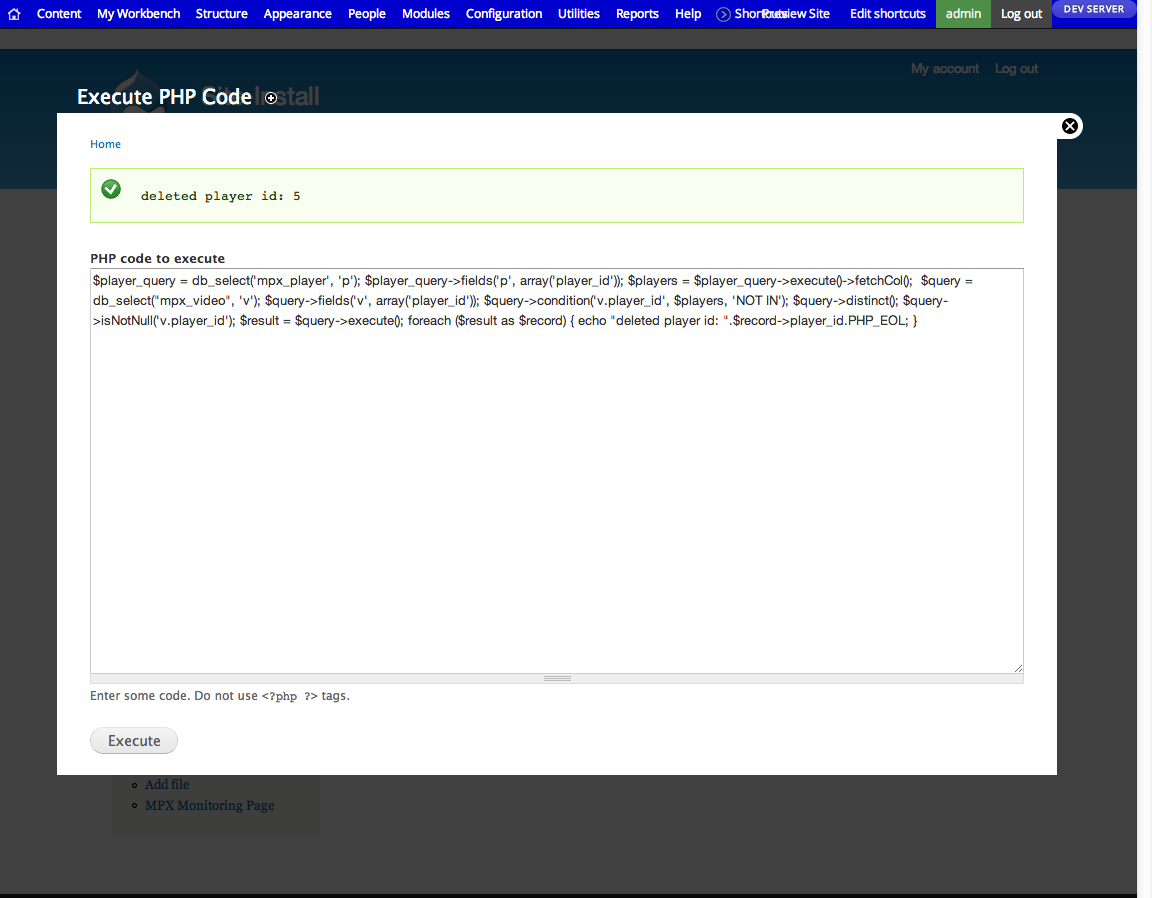 Content My Workbench Structure Appearance People Modules Configuration Utilities Reports Help Shortcuts Preview Site Edit shortcuts admin Log out DEV SERVER
My account Log out
Execute PHP Code
Site-Install
Home
deleted player id: 5
PHP code to execute
$player_query = db_select('mpx_player', 'p'); $player_query->fields('p', array('player_id')); $players = $player_query->execute()->fetchCol();  $query =
db_select("mpx_video", 'v'); $query->fields('v', array('player_id')); $query->condition('v.player_id', $players, 'NOT IN'); $query->distinct(); $query-
>isNotNull('v.player_id'); $result = $query->execute(); foreach ($result as $record) { echo "deleted player id: ".$record->player_id.PHP_EOL; }
Enter some code. Do not use <?php ?> tags.
Execute
Add file
MPX Monitoring Page